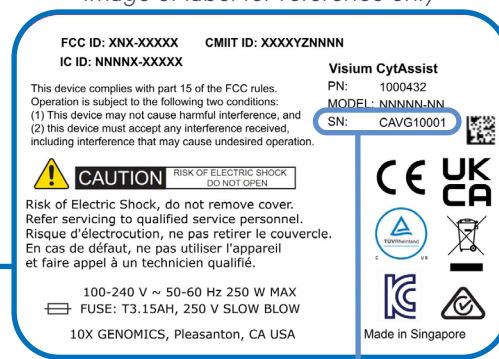 Image of label for reference only
FCC ID: XNX-XXXXX CMIIT ID: XXXXYZNNNN
IC ID: NNNNX-XXXXX
This device complies with part 15 of the FCC rules.
Operation is subject to the following two conditions:
(1) This device may not cause harmful interference, and
(2) this device must accept any interference received,
including interference that may cause undesired operation.
Visium CytAssist
PN: 1000432
MODEL: NNNNN-NN
SN: CAVG10001
CAUTION RISK OF ELECTRIC SHOCK
DO NOT OPEN
Risk of Electric Shock, do not remove cover.
Refer servicing to qualified service personnel.
Risque d'électrocution, ne pas retirer le couvercle.
En cas de défaut, ne pas utiliser l'appareil
et faire appel à un technicien qualifié.
CE UK
CA
TÜVRheinland
C US
100-240 V ~ 50-60 Hz 250 W MAX
FUSE: T3.15AH, 250 V SLOW BLOW
10X GENOMICS, Pleasanton, CA USA
Made in Singapore